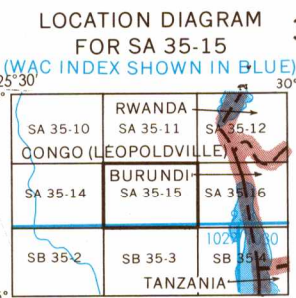 LOCATION DIAGRAM
FOR SA 35-15
(WAC INDEX SHOWN IN BLUE)
25°30' 30°
RWANDA
SA 35-10 SA 35-11 SA 35-12
CONGO (LEOPOLDVILLE)
BURUNDI
SA 35-14 SA 35-15 SA 35-16
SB 35-2 SB 35-3 SB 35-4
TANZANIA